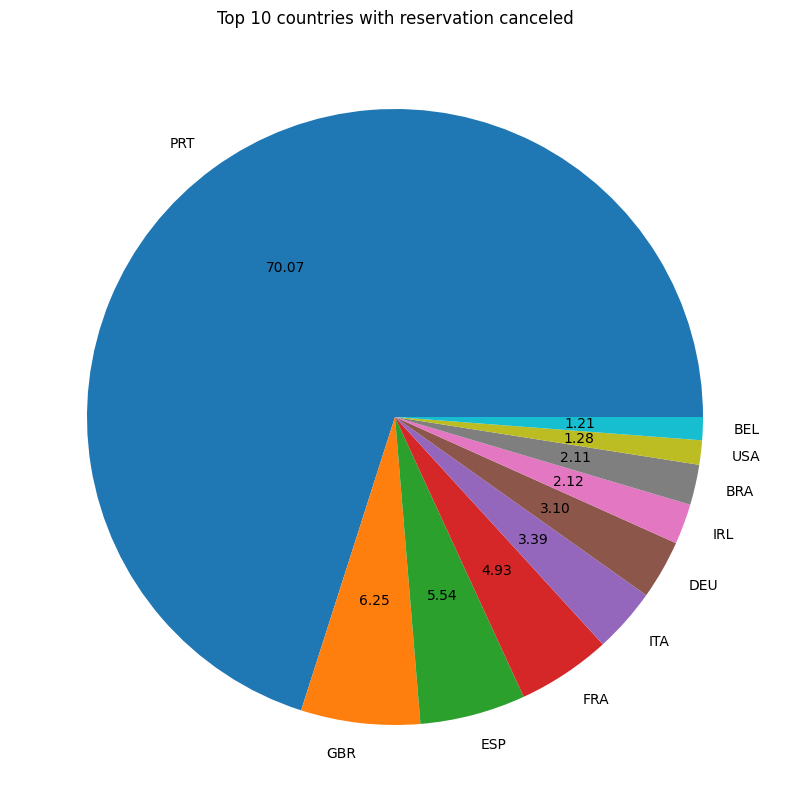 Top 10 countries with reservation canceled
PRT
70.07
BEL
1.21
USA
1.28
BRA
2.11
IRL
2.12
DEU
3.10
ITA
3.39
FRA
4.93
ESP
5.54
GBR
6.25